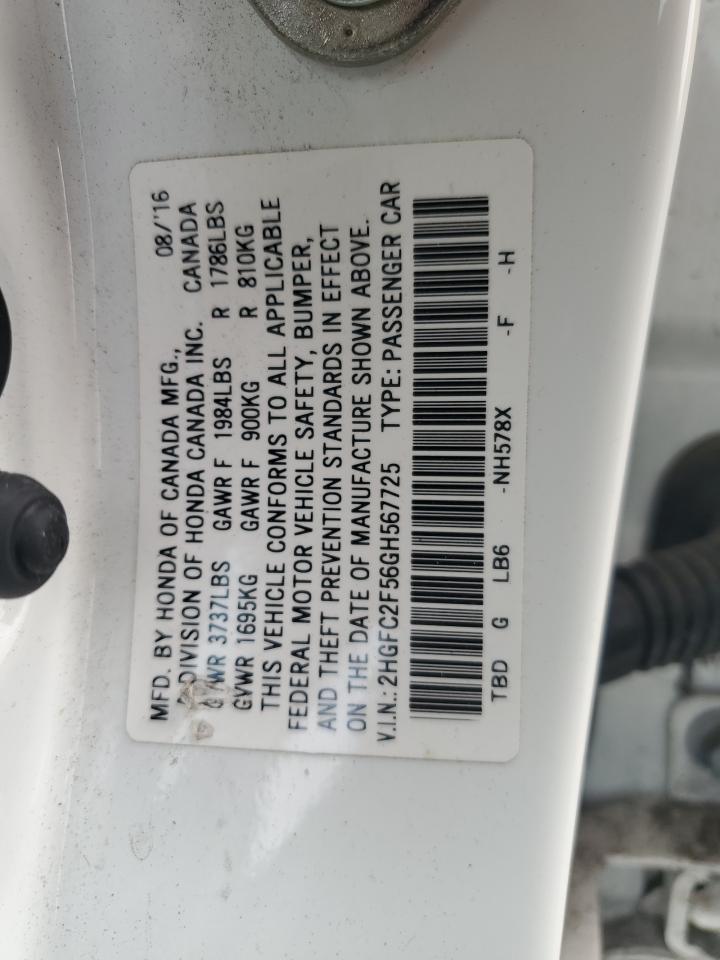 MFD. BY HONDA OF CANADA MFG., 08/'16
A DIVISION OF HONDA CANADA INC. CANADA
GVWR 3737LBS GAWR F 1984LBS R 1786LBS
GVWR 1695KG GAWR F 900KG R 810KG
THIS VEHICLE CONFORMS TO ALL APPLICABLE
FEDERAL MOTOR VEHICLE SAFETY, BUMPER,
AND THEFT PREVENTION STANDARDS IN EFFECT
ON THE DATE OF MANUFACTURE SHOWN ABOVE.
V.I.N.: 2HGFC2F56GH567725 TYPE: PASSENGER CAR
TBD G LB6 -NH578X -F -H